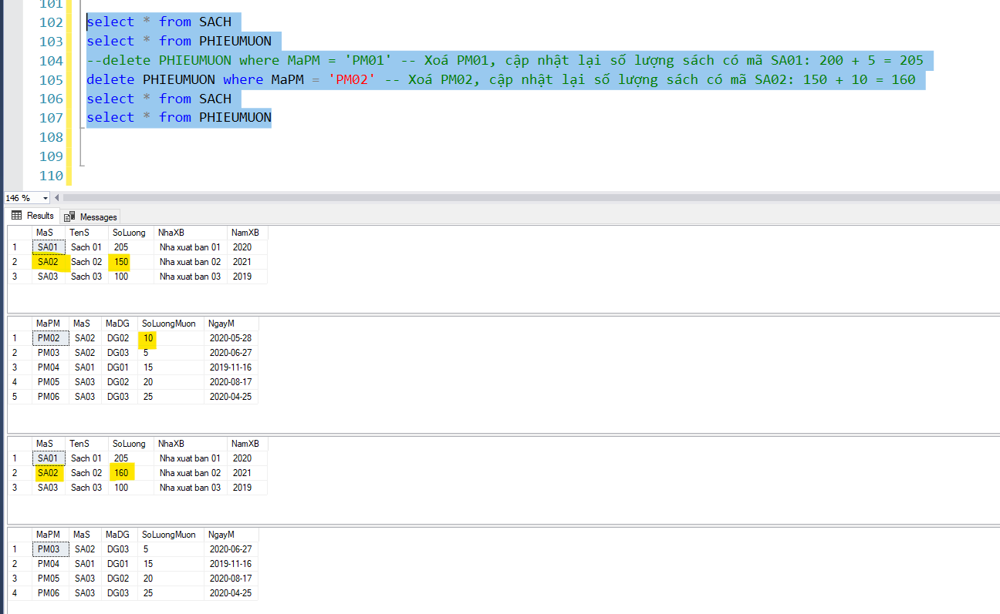 101
102 select * from SACH
103 select * from PHIEUMUON
104 --delete PHIEUMUON where MaPM = 'PM01' -- Xoá PM01, cập nhật lại số lượng sách có mã SA01: 200 + 5 = 205
105 delete PHIEUMUON where MaPM = 'PM02' -- Xoá PM02, cập nhật lại số lượng sách có mã SA02: 150 + 10 = 160
106 select * from SACH
107 select * from PHIEUMUON
108
109
110
146 %
Results Messages
MaS TenS SoLuong NhaXB NamXB
1 SA01 Sach 01 205 Nha xuat ban 01 2020
2 SA02 Sach 02 150 Nha xuat ban 02 2021
3 SA03 Sach 03 100 Nha xuat ban 03 2019
MaPM MaS MaDG SoLuongMuon NgayM
1 PM02 SA02 DG02 10 2020-05-28
2 PM03 SA02 DG03 5 2020-06-27
3 PM04 SA01 DG01 15 2019-11-16
4 PM05 SA03 DG02 20 2020-08-17
5 PM06 SA03 DG03 25 2020-04-25
MaS TenS SoLuong NhaXB NamXB
1 SA01 Sach 01 205 Nha xuat ban 01 2020
2 SA02 Sach 02 160 Nha xuat ban 02 2021
3 SA03 Sach 03 100 Nha xuat ban 03 2019
MaPM MaS MaDG SoLuongMuon NgayM
1 PM03 SA02 DG03 5 2020-06-27
2 PM04 SA01 DG01 15 2019-11-16
3 PM05 SA03 DG02 20 2020-08-17
4 PM06 SA03 DG03 25 2020-04-25